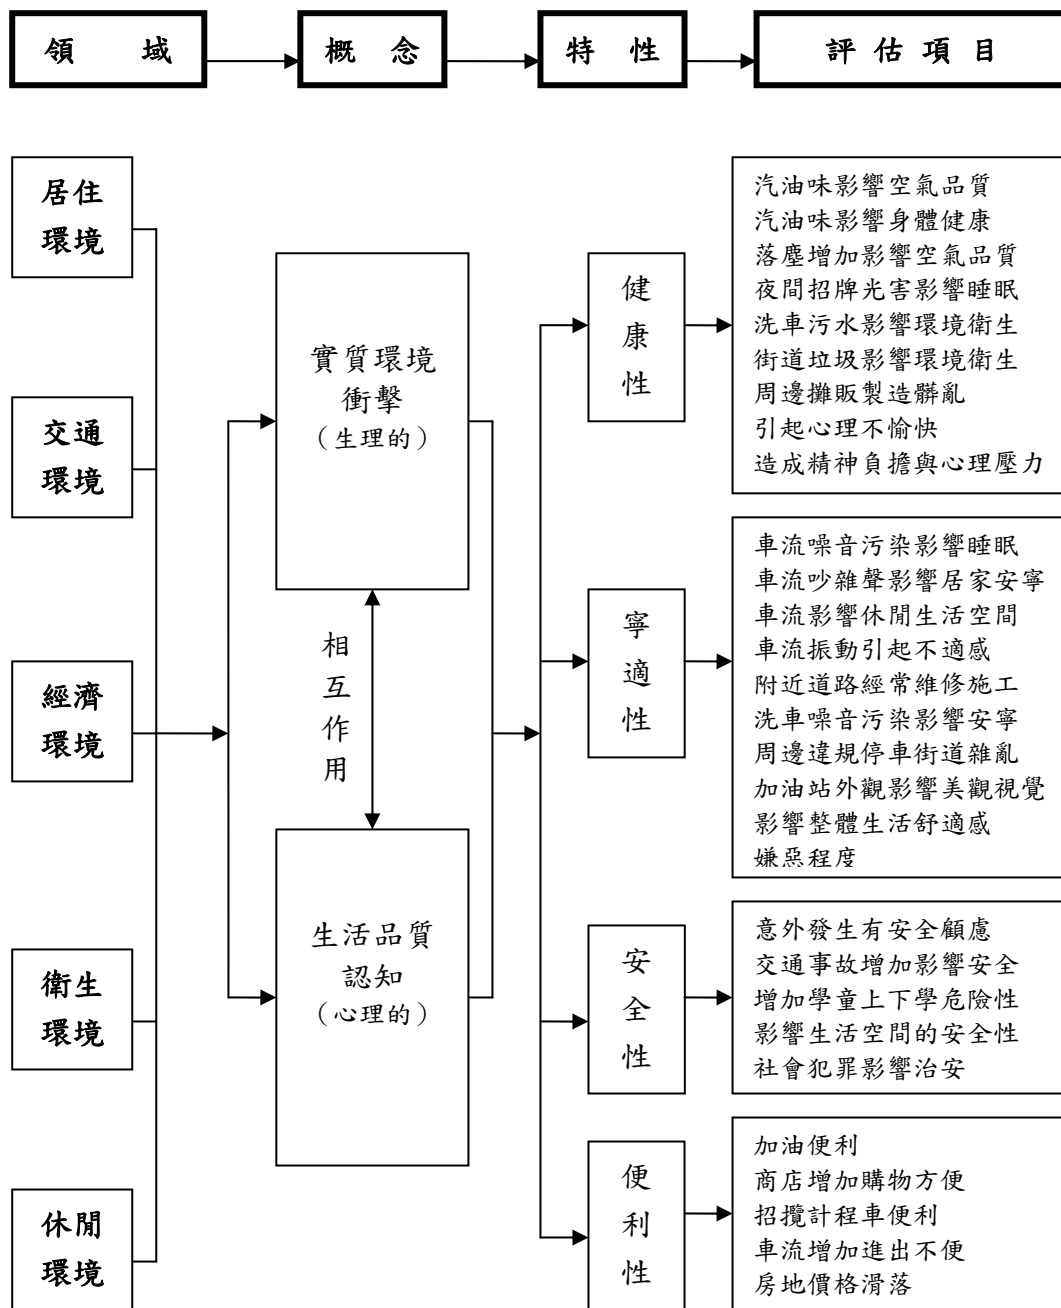 領域
概念
特性
評估項目
居住
環境
交通
環境
經濟
環境
衛生
環境
休閒
環境
實質環境
衝擊
（生理的）
相互作用
生活品質
認知
（心理的）
健康性
寧適性
安全性
便利性
汽油味影響空氣品質
汽油味影響身體健康
落塵增加影響空氣品質
夜間招牌光害影響睡眠
洗車污水影響環境衛生
街道垃圾影響環境衛生
周邊攤販製造髒亂
引起心理不愉快
造成精神負擔與心理壓力
車流噪音污染影響睡眠
車流吵雜聲影響居家安寧
車流影響休閒生活空間
車流振動引起不適感
附近道路經常維修施工
洗車噪音污染影響安寧
周邊違規停車街道雜亂
加油站外觀影響美觀視覺
影響整體生活舒適感
嫌惡程度
意外發生有安全顧慮
交通事故增加影響安全
增加學童上下學危險性
影響生活空間的安全性
社會犯罪影響治安
加油便利
商店增加購物方便
招攬計程車便利
車流增加進出不便
房地價格滑落